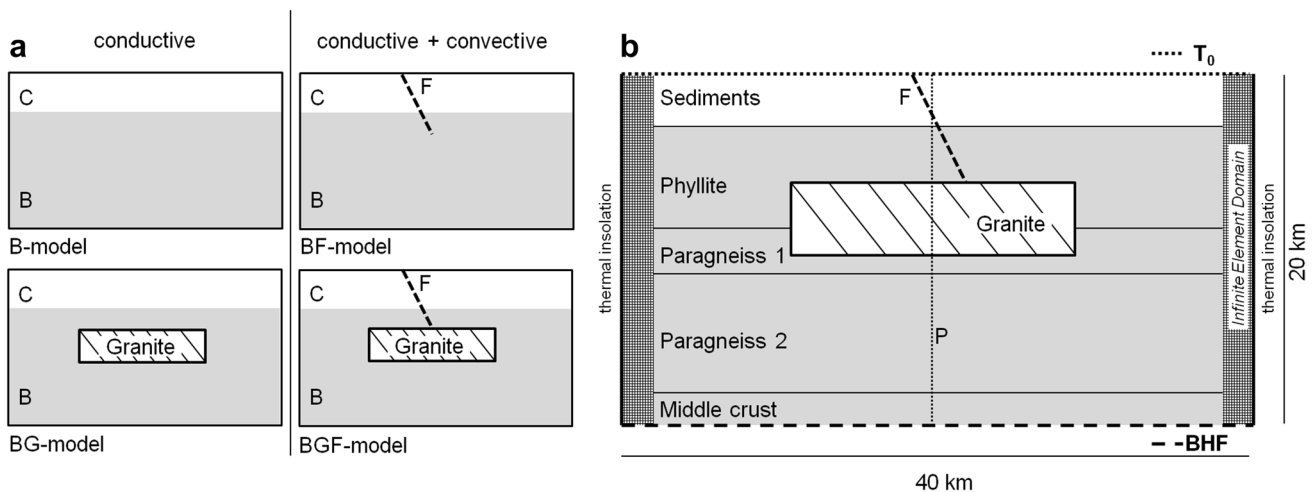 a
conductive
conductive + convective
C
B
B-model
C
F
B
BF-model
C
Granite
B
BG-model
C
F
Granite
B
BGF-model
b
T0
Sediments
F
Phyllite
Granite
Paragneiss 1
Paragneiss 2
P
Middle crust
thermal insolation
Infinite Element Domain
thermal insolation
20 km
BHF
40 km